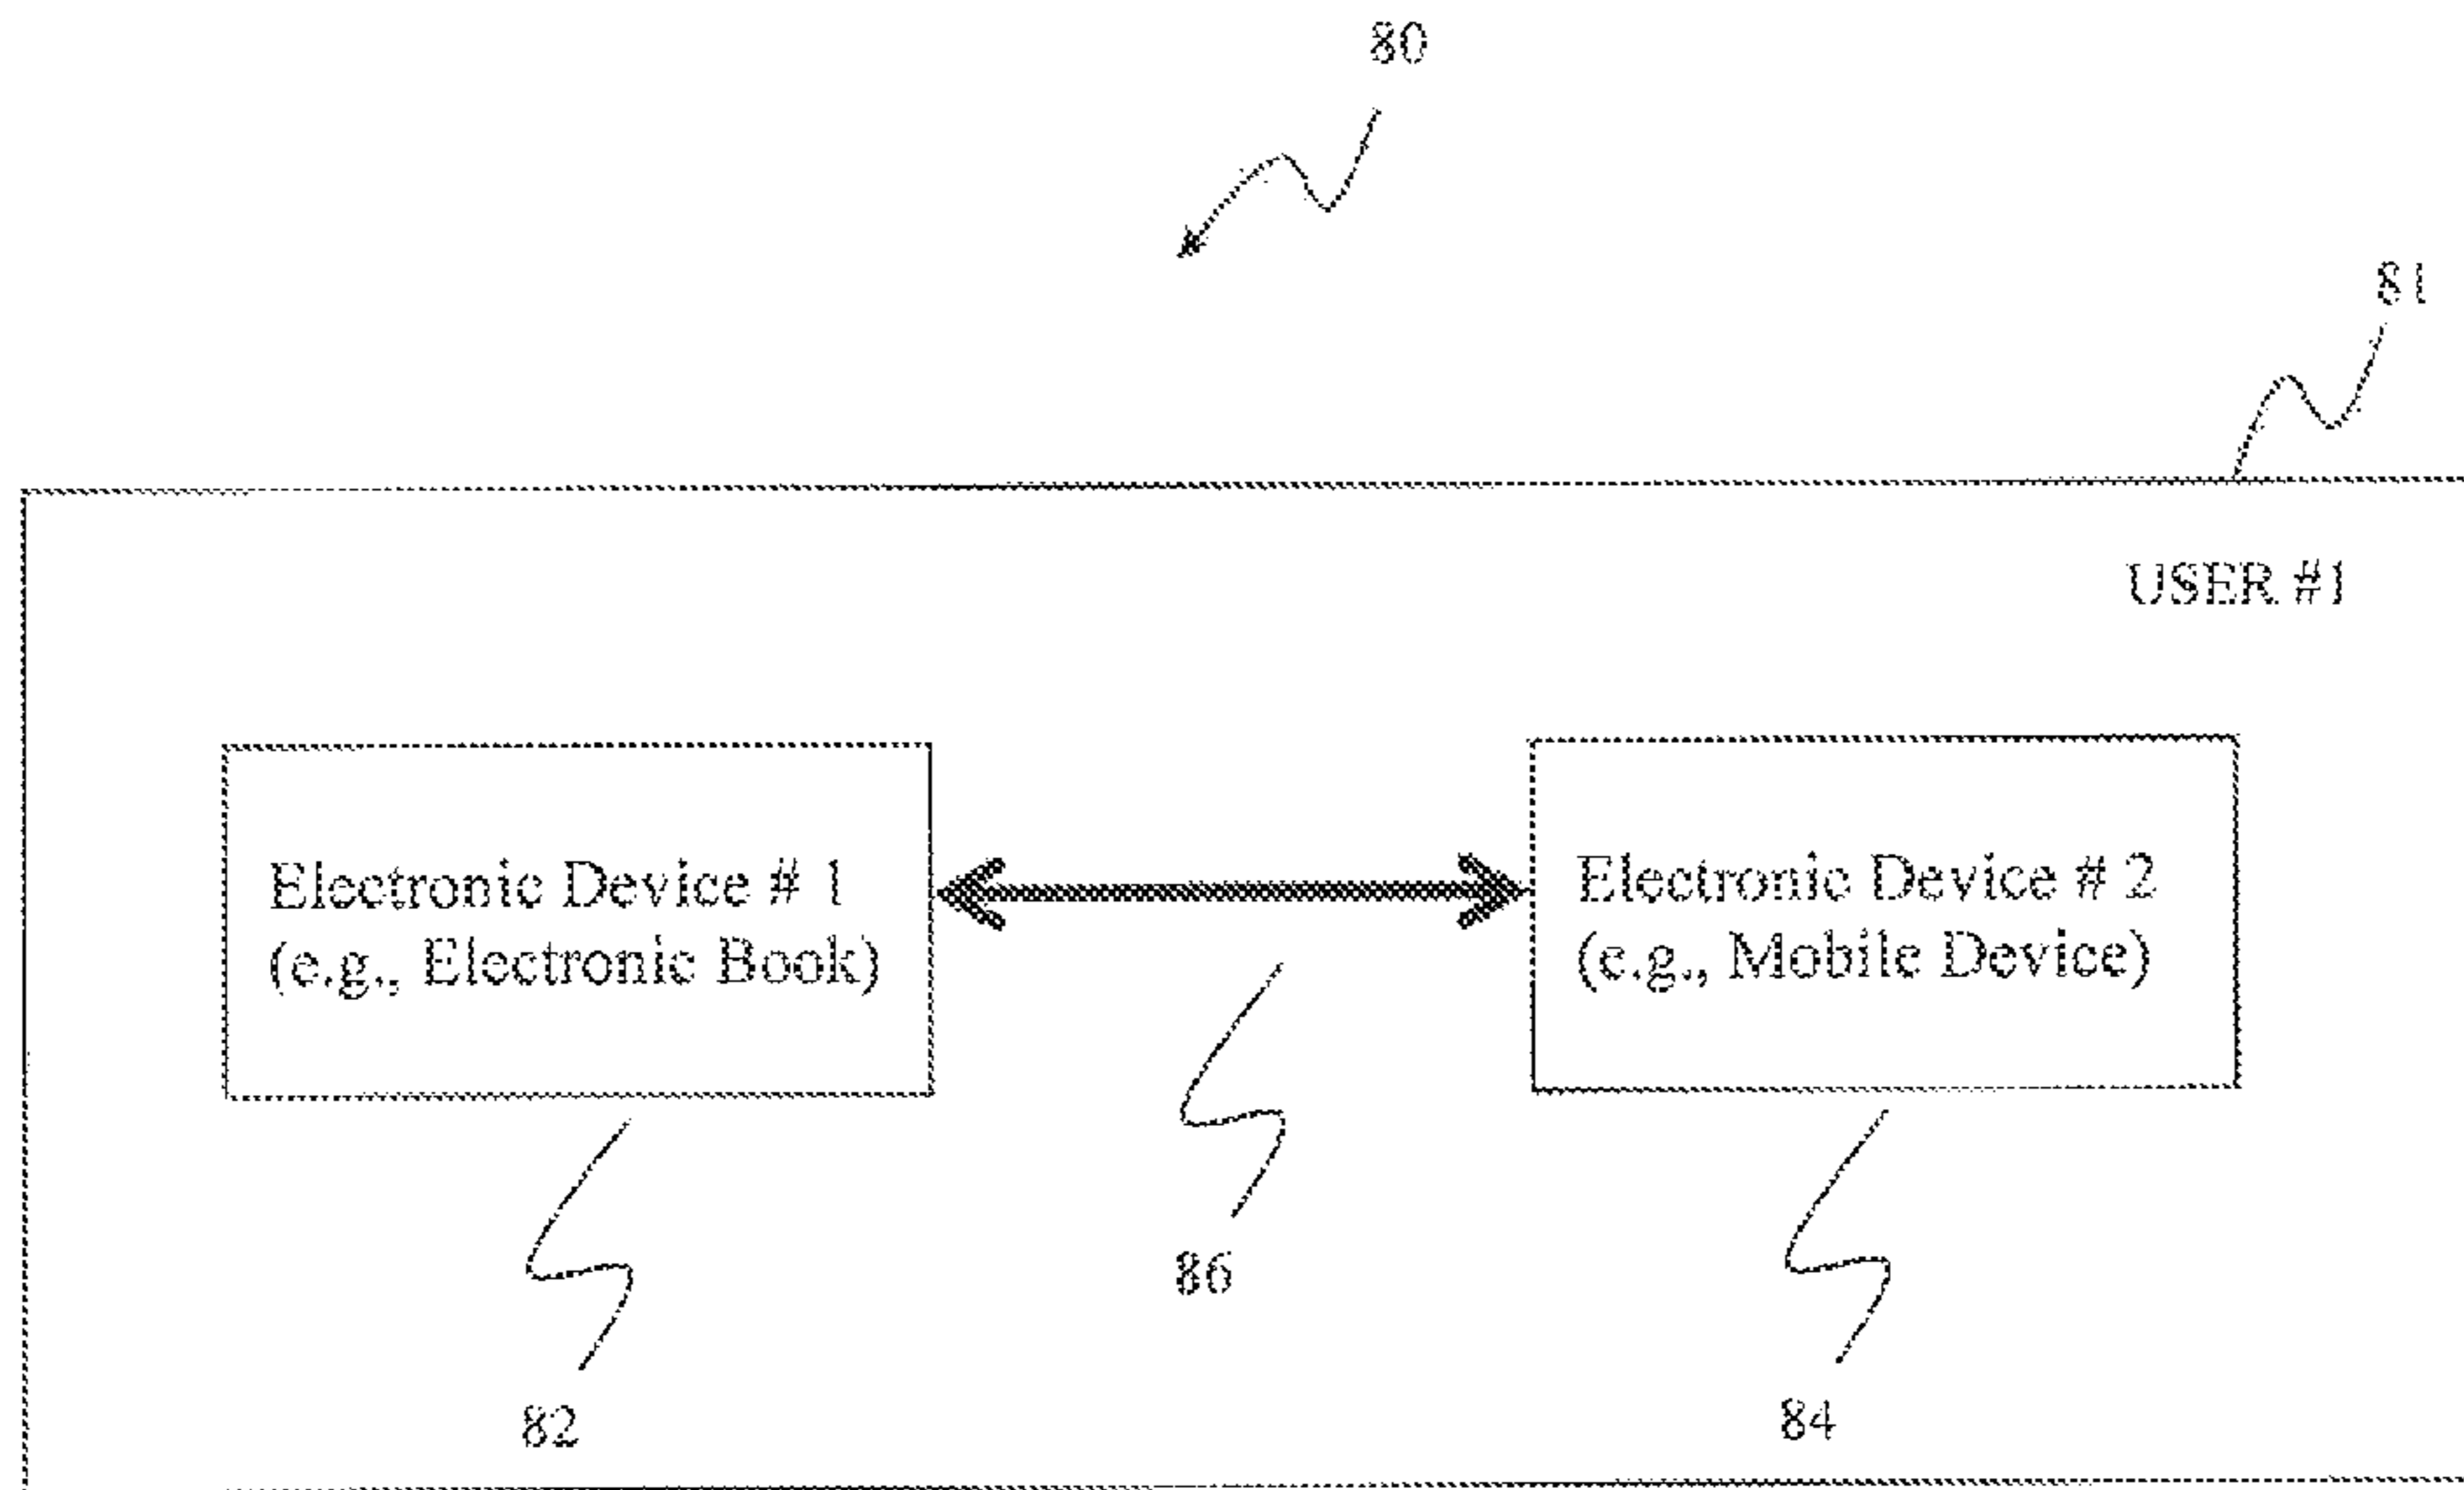 80
81
USER #1
Electronic Device # 1
(e.g., Electronic Book)
Electronic Device # 2
(e.g., Mobile Device)
86
82
84